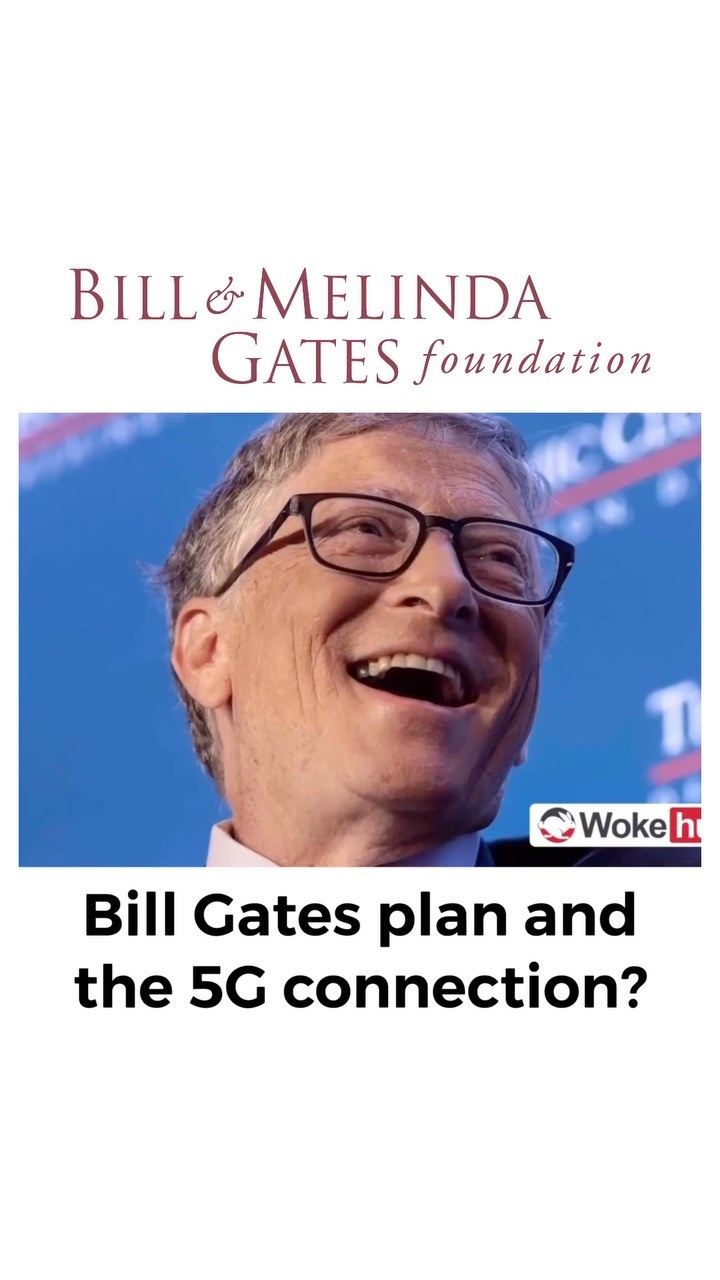 BILL & MELINDA
GATES foundation
Woke
Bill Gates plan and
the 5G connection?